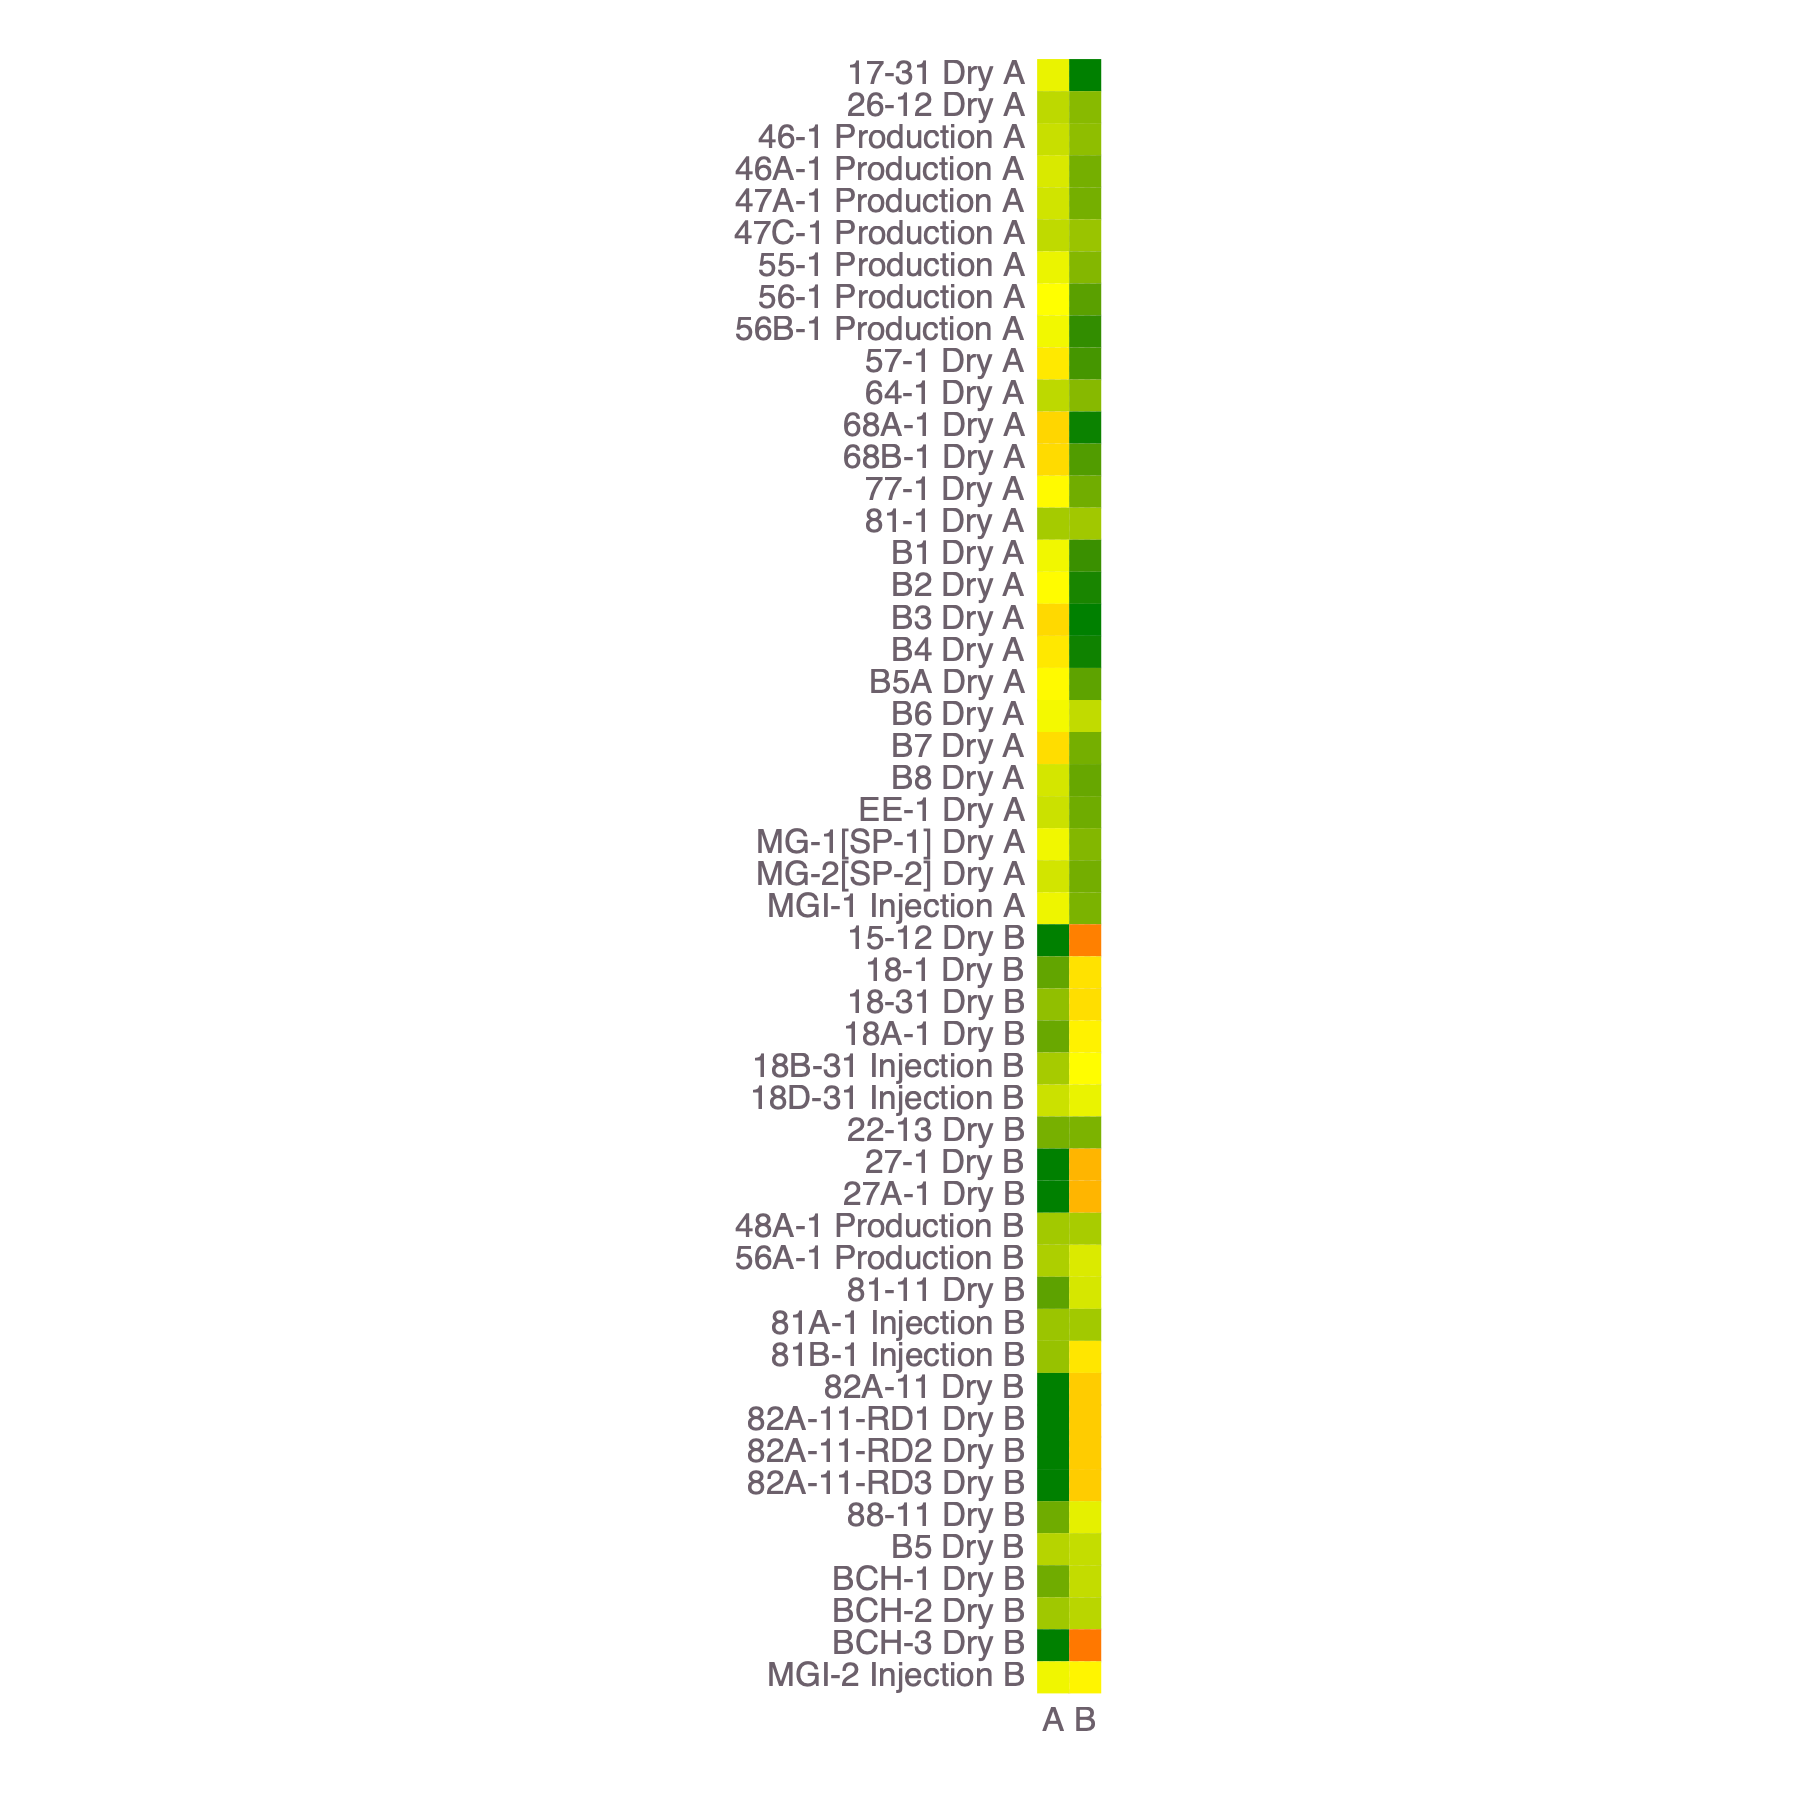 17-31 Dry A
26-12 Dry A
46-1 Production A
46A-1 Production A
47A-1 Production A
47C-1 Production A
55-1 Production A
56-1 Production A
56B-1 Production A
57-1 Dry A
64-1 Dry A
68A-1 Dry A
68B-1 Dry A
77-1 Dry A
81-1 Dry A
B1 Dry A
B2 Dry A
B3 Dry A
B4 Dry A
B5A Dry A
B6 Dry A
B7 Dry A
B8 Dry A
EE-1 Dry A
MG-1[SP-1] Dry A
MG-2[SP-2] Dry A
MGI-1 Injection A
15-12 Dry B
18-1 Dry B
18-31 Dry B
18A-1 Dry B
18B-31 Injection B
18D-31 Injection B
22-13 Dry B
27-1 Dry B
27A-1 Dry B
48A-1 Production B
56A-1 Production B
81-11 Dry B
81A-1 Injection B
81B-1 Injection B
82A-11 Dry B
82A-11-RD1 Dry B
82A-11-RD2 Dry B
82A-11-RD3 Dry B
88-11 Dry B
B5 Dry B
BCH-1 Dry B
BCH-2 Dry B
BCH-3 Dry B
MGI-2 Injection B
A B